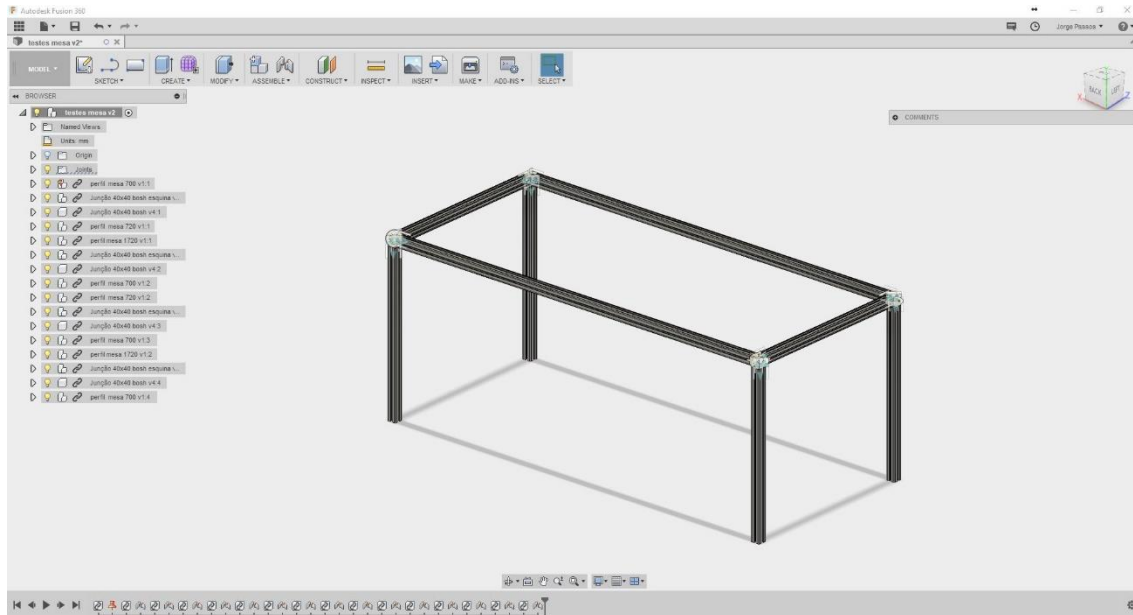 Autodesk Fusion 360
Jorge Passos
testes mesa v2*
MODEL
SKETCH
CREATE
MODIFY
ASSEMBLE
CONSTRUCT
INSPECT
INSERT
MAKE
ADD-INS
SELECT
BROWSER
BACK
LEFT
X
Z
COMMENTS
testes mesa v2
Named Views
Units: mm
Origin
Joints
perfil mesa 700 v1:1
Junção 40x40 bosh esquina v...
Junção 40x40 bosh v4:1
perfil mesa 720 v1:1
perfil mesa 1720 v1:1
Junção 40x40 bosh esquina v...
Junção 40x40 bosh v4:2
perfil mesa 700 v1:2
perfil mesa 720 v1:2
Junção 40x40 bosh esquina v...
Junção 40x40 bosh v4:3
perfil mesa 700 v1:3
perfil mesa 1720 v1:2
Junção 40x40 bosh esquina v...
Junção 40x40 bosh v4:4
perfil mesa 700 v1:4